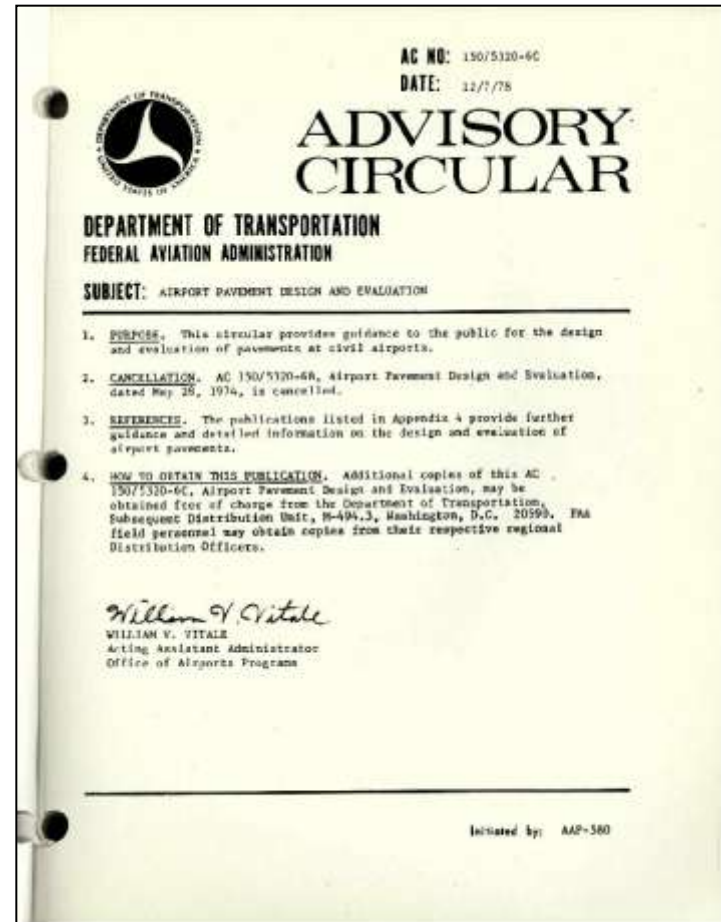 AC NO: 150/5320-6C
DATE: 12/7/78
DEPARTMENT OF TRANSPORTATION
UNITED STATES OF AMERICA
ADVISORY
CIRCULAR
DEPARTMENT OF TRANSPORTATION
FEDERAL AVIATION ADMINISTRATION
SUBJECT: AIRPORT PAVEMENT DESIGN AND EVALUATION
1. PURPOSE. This circular provides guidance to the public for the design
and evaluation of pavements at civil airports.
2. CANCELLATION. AC 150/5320-6B, Airport Pavement Design and Evaluation,
dated May 28, 1974, is cancelled.
3. REFERENCES. The publications listed in Appendix 4 provide further
guidance and detailed information on the design and evaluation of
airport pavements.
4. HOW TO OBTAIN THIS PUBLICATION. Additional copies of this AC
150/5320-6C, Airport Pavement Design and Evaluation, may be
obtained free of charge from the Department of Transportation,
Subsequent Distribution Unit, M-494.3, Washington, D.C. 20590. FAA
field personnel may obtain copies from their respective regional
Distribution Officers.
William V. Vitale
WILLIAM V. VITALE
Acting Assistant Administrator
Office of Airports Programs
Initiated by: AAP-580